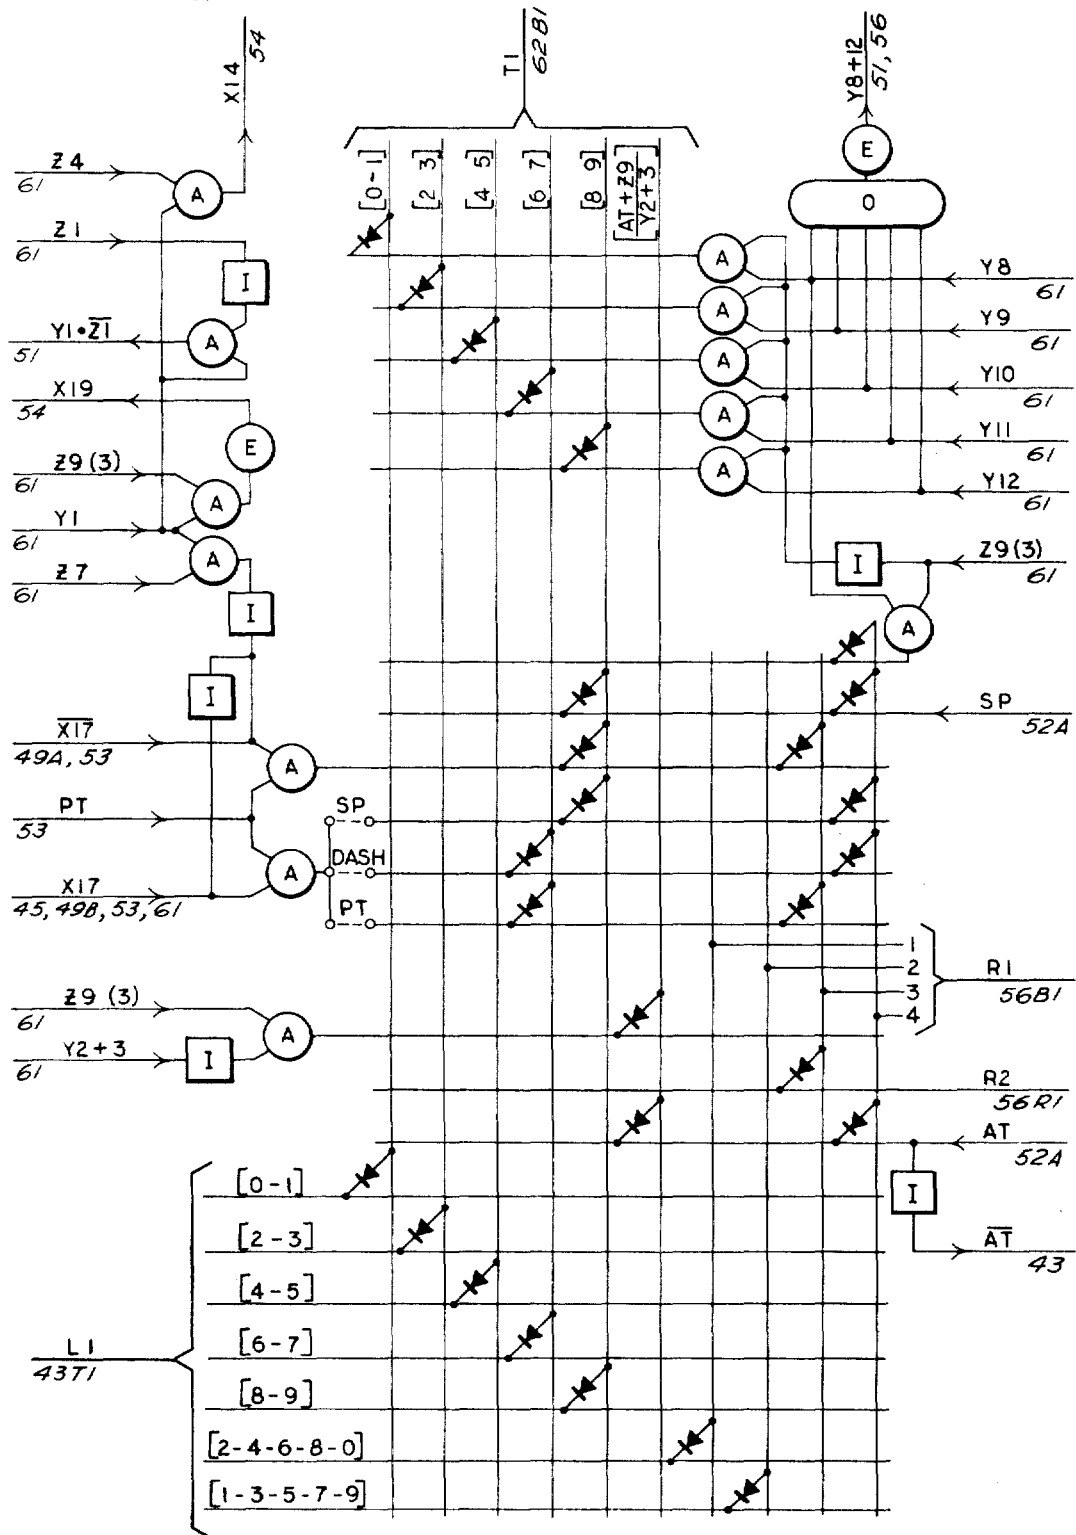 X14
54
T1
62B1
Y8+12
51, 56
E
O
Z4
61
A
Z1
61
I
Y1•Z̅1̅
51
A
X19
54
E
Z9(3)
61
A
Y1
61
A
Z7
61
I
I
[0-1]
[2 3]
[4 5]
[6 7]
[8 9]
[AT+Z9]
[Y2+3]
A
Y8
61
A
Y9
61
A
Y10
61
A
Y11
61
A
Y12
61
I
Z9(3)
61
A
SP
52A
X̅1̅7̅
49A, 53
A
PT
53
SP
DASH
PT
A
X17
45, 49B, 53, 61
1
2
3
4
R1
56B1
Z9 (3)
61
A
Y2+3
61
I
R2
56R1
AT
52A
I
A̅T̅
43
L1
43T1
[0-1]
[2-3]
[4-5]
[6-7]
[8-9]
[2-4-6-8-0]
[1-3-5-7-9]